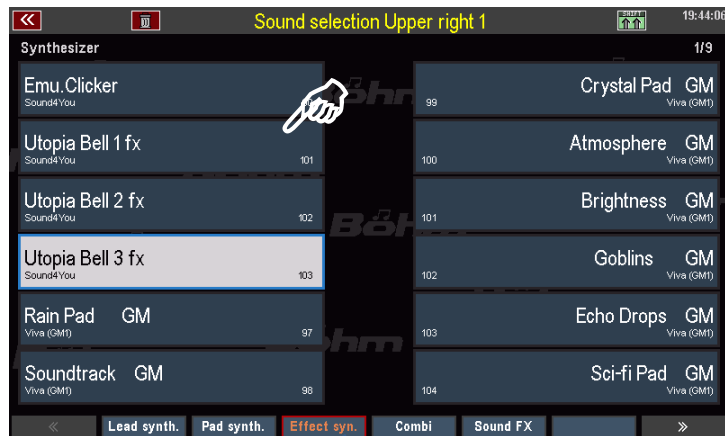 Sound selection Upper right 1
SHIFT
19:44:06
Synthesizer
1/9
Emu.Clicker
Sound4You
Utopia Bell 1 fx
Sound4You
101
Utopia Bell 2 fx
Sound4You
102
Utopia Bell 3 fx
Sound4You
103
Rain Pad GM
Viva (GM1)
97
Soundtrack GM
Viva (GM1)
98
Crystal Pad GM
99
Viva (GM1)
Atmosphere GM
100
Viva (GM1)
Brightness GM
101
Viva (GM1)
Goblins GM
102
Viva (GM1)
Echo Drops GM
103
Viva (GM1)
Sci-fi Pad GM
104
Viva (GM1)
Böhm
« Lead synth. Pad synth. Effect syn. Combi Sound FX »